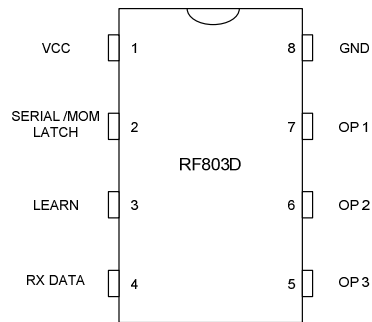 VCC 1 8 GND
SERIAL /MOM
LATCH 2 7 OP 1
RF803D
LEARN 3 6 OP 2
RX DATA 4 5 OP 3